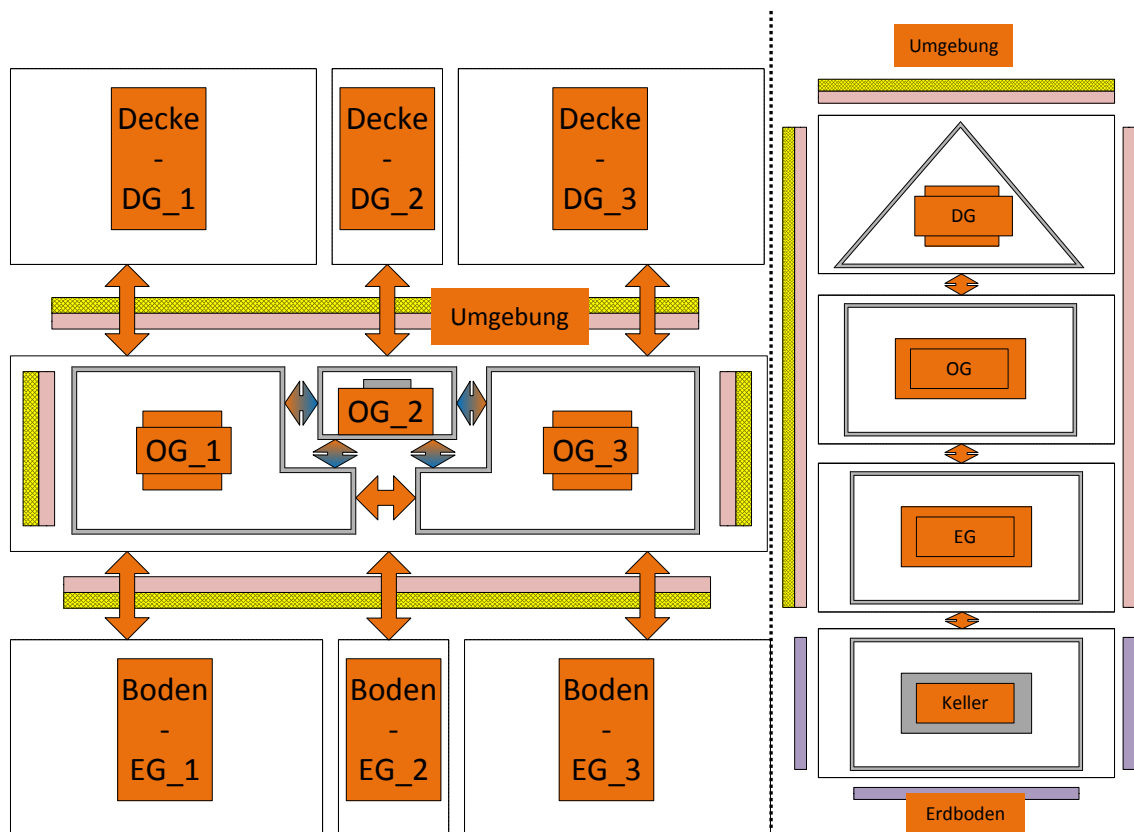 Decke
-
DG_1
Decke
-
DG_2
Decke
-
DG_3
Umgebung
OG_1
OG_2
OG_3
Boden
-
EG_1
Boden
-
EG_2
Boden
-
EG_3
Umgebung
DG
OG
EG
Keller
Erdboden